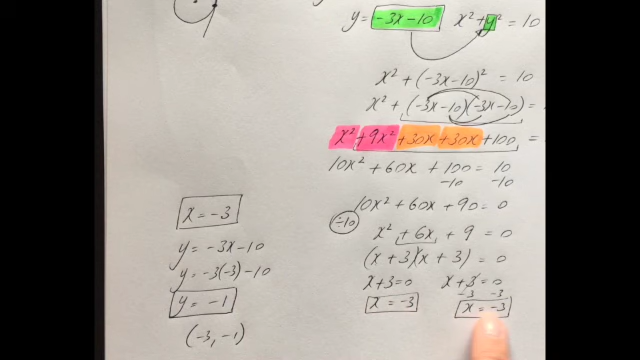 y = -3x-10   x² + y² = 10
x² + (-3x-10)² = 10
x² + (-3x-10)(-3x-10) =
x² + 9x² + 30x + 30x + 100 =
10x² + 60x + 100 = 10
-10   -10
10x² + 60x + 90 = 0
÷10
x² + 6x + 9 = 0
(x + 3)(x + 3) = 0
x + 3 = 0   x + 3 = 0
-3   -3
x = -3   x = -3
x = -3
y = -3x - 10
y = -3(-3) - 10
y = -1
(-3, -1)